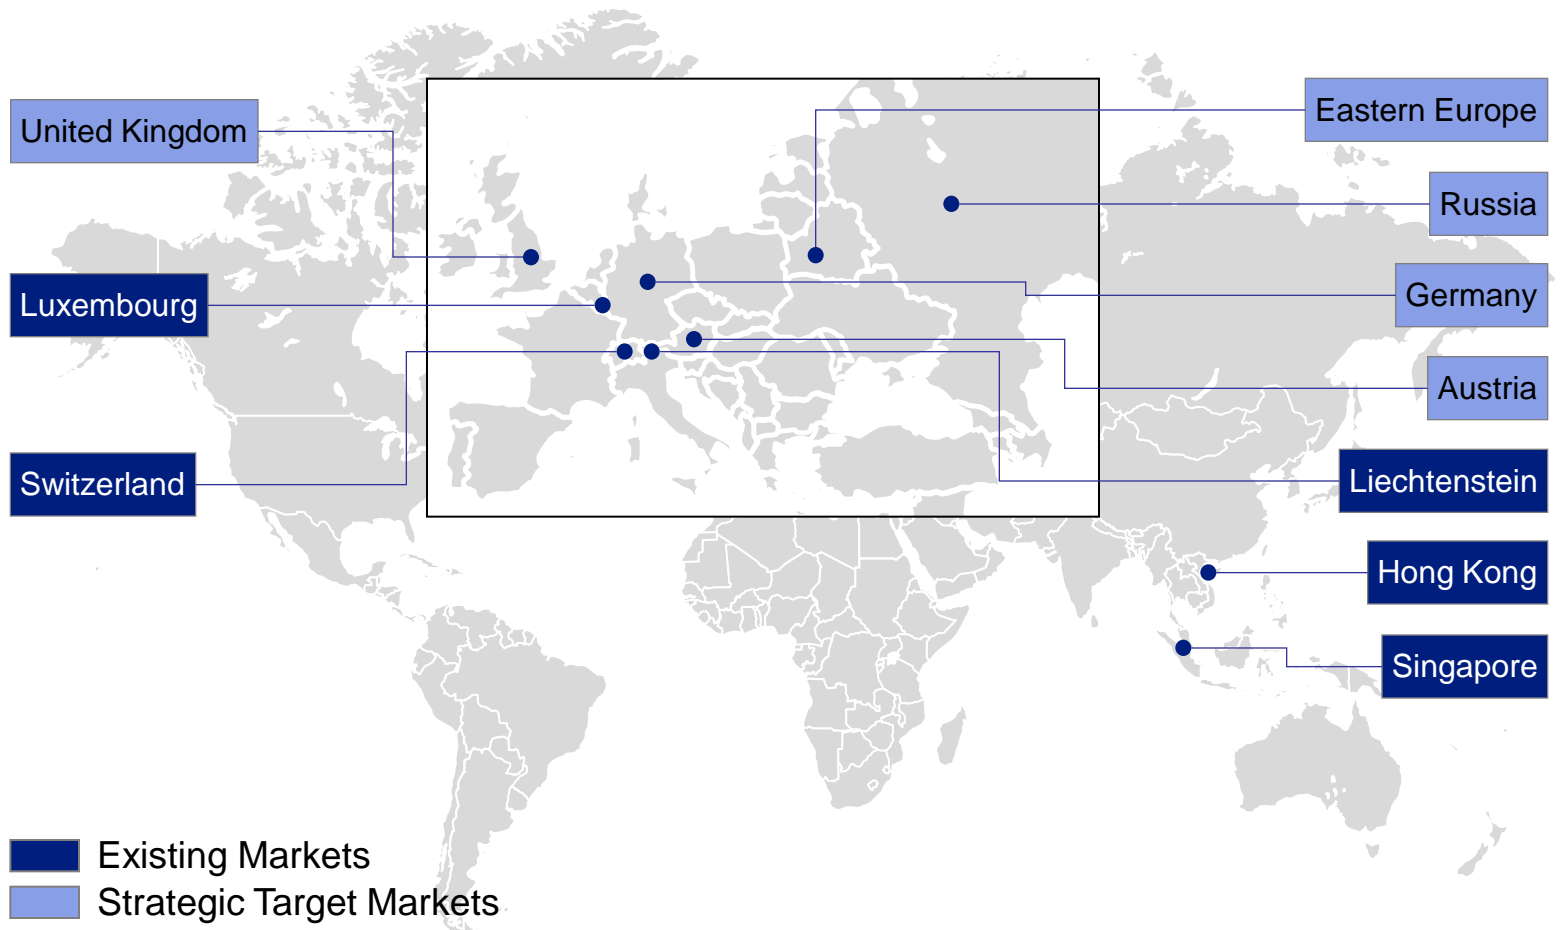 United Kingdom
Eastern Europe
Russia
Luxembourg
Germany
Austria
Switzerland
Liechtenstein
Hong Kong
Singapore
Existing Markets
Strategic Target Markets